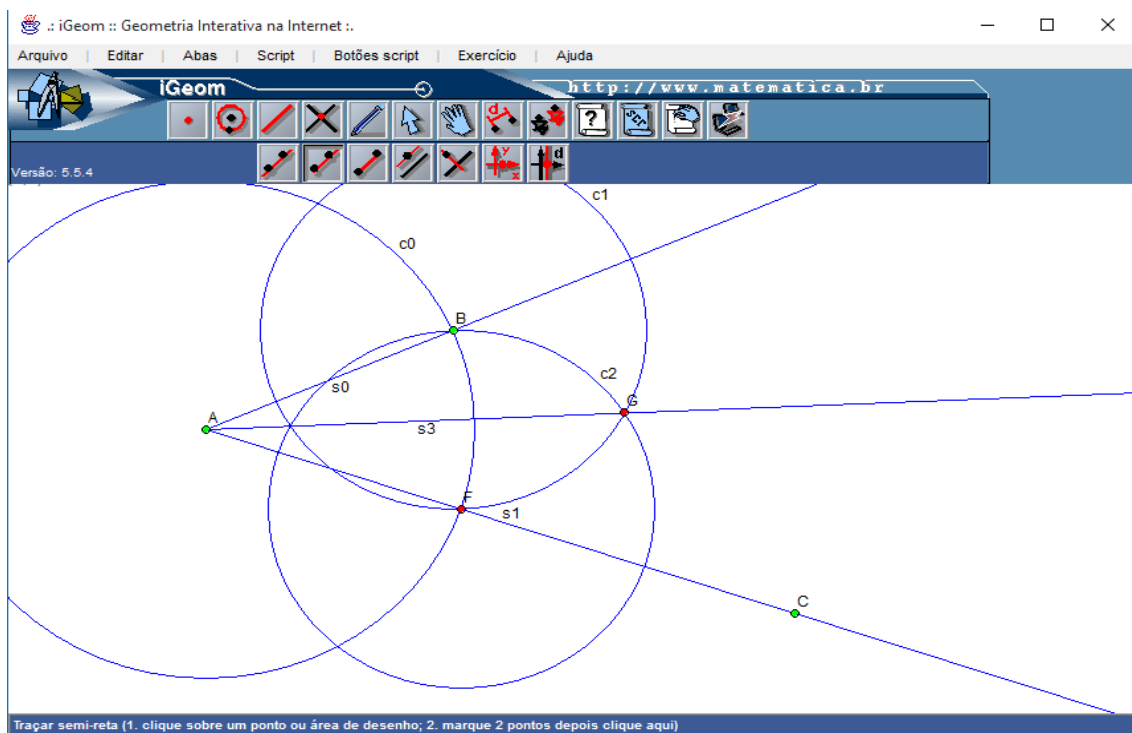 .: iGeom :: Geometria Interativa na Internet :.
Arquivo | Editar | Abas | Script | Botões script | Exercício | Ajuda
iGeom
http://www.matematica.br
d
?
Versão: 5.5.4
y
x
d
c1
c0
B
c2
s0
G
A
s3
F
s1
C
Traçar semi-reta (1. clique sobre um ponto ou área de desenho; 2. marque 2 pontos depois clique aqui)